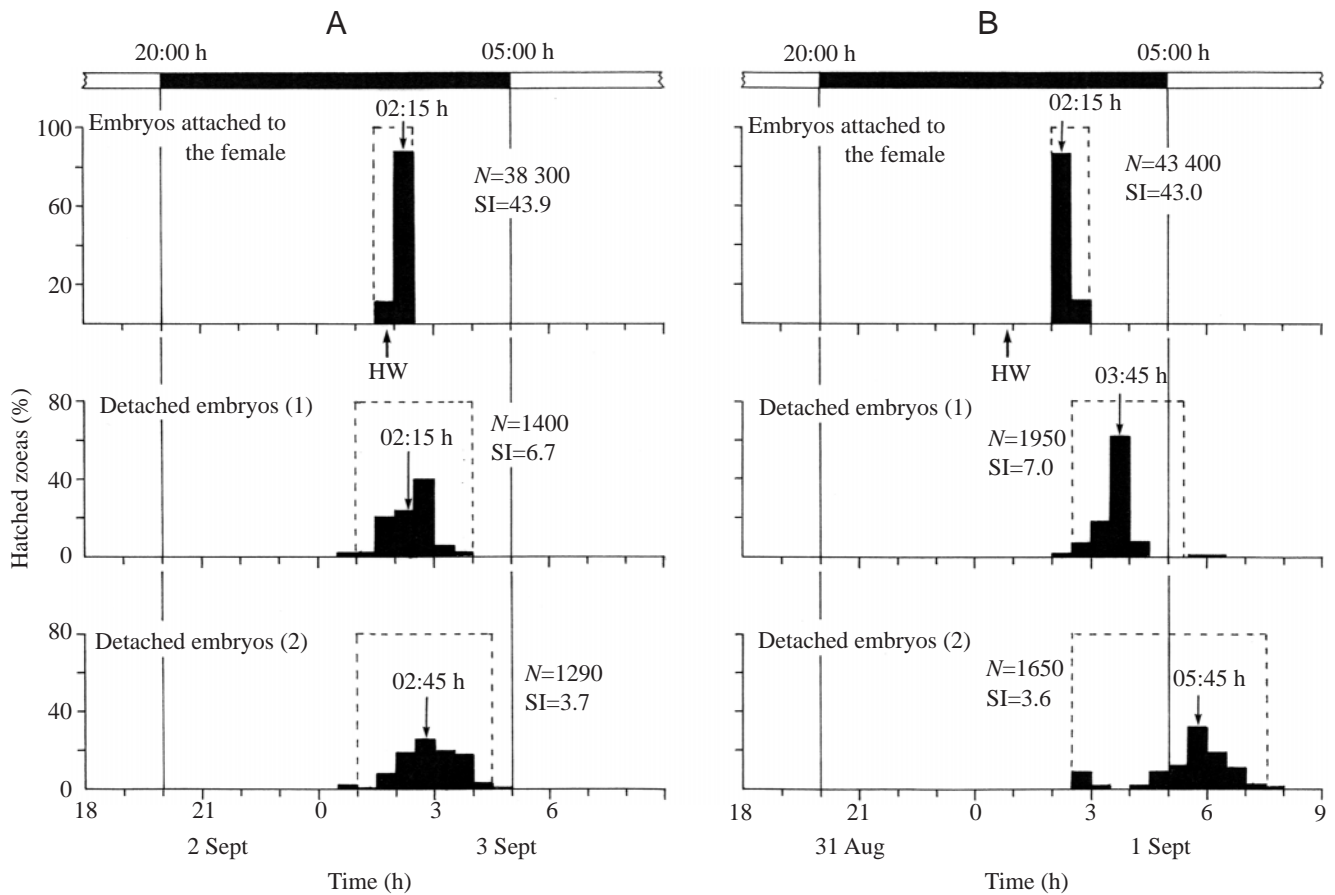 A
20:00 h
05:00 h
02:15 h
Embryos attached to
the female
N=38 300
SI=43.9
100
60
20
HW
Detached embryos (1)
02:15 h
N=1400
SI=6.7
80
40
0
Hatched zoeas (%)
Detached embryos (2)
02:45 h
N=1290
SI=3.7
80
40
0
18
21
0
3
6
2 Sept
3 Sept
Time (h)
B
20:00 h
05:00 h
02:15 h
Embryos attached to
the female
N=43 400
SI=43.0
HW
03:45 h
Detached embryos (1)
N=1950
SI=7.0
Detached embryos (2)
N=1650
SI=3.6
05:45 h
18
21
0
3
6
9
31 Aug
1 Sept
Time (h)